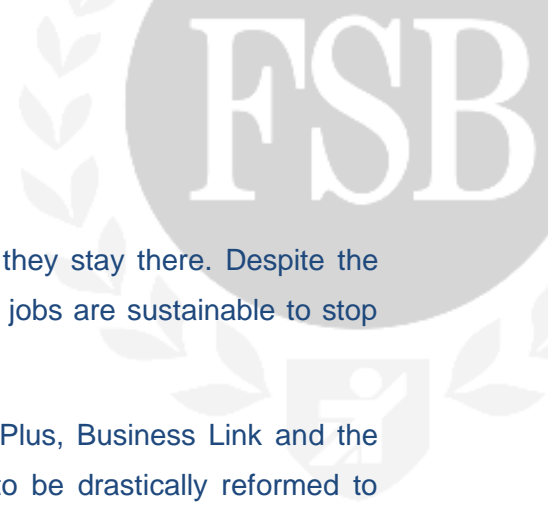 FSB
they stay there. Despite the
jobs are sustainable to stop
Plus, Business Link and the
to be drastically reformed to